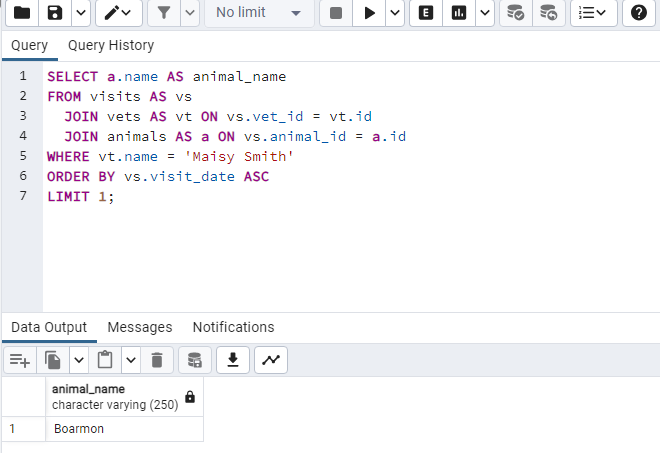 No limit
E
Query Query History
1 SELECT a.name AS animal_name
2 FROM visits AS vs
3   JOIN vets AS vt ON vs.vet_id = vt.id
4   JOIN animals AS a ON vs.animal_id = a.id
5 WHERE vt.name = 'Maisy Smith'
6 ORDER BY vs.visit_date ASC
7 LIMIT 1;
Data Output Messages Notifications
animal_name
character varying (250)
1 Boarmon